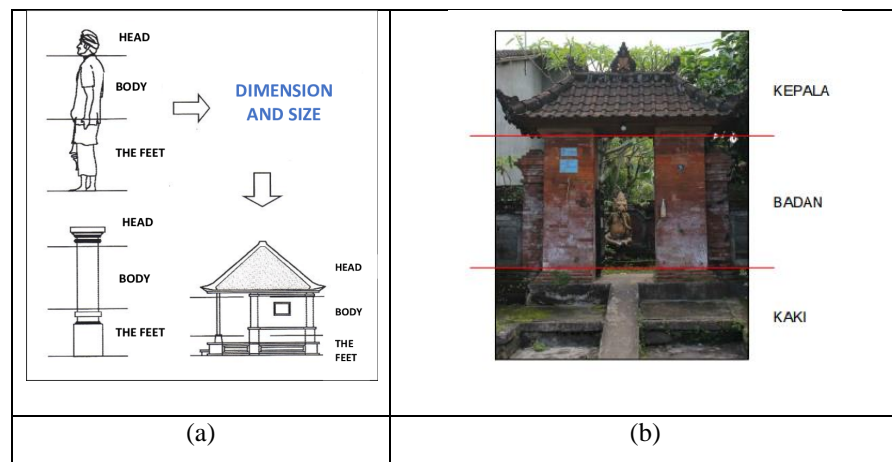 HEAD
BODY
THE FEET
DIMENSION
AND SIZE
HEAD
BODY
THE FEET
HEAD
BODY
THE
FEET
KEPALA
BADAN
KAKI
(a)
(b)